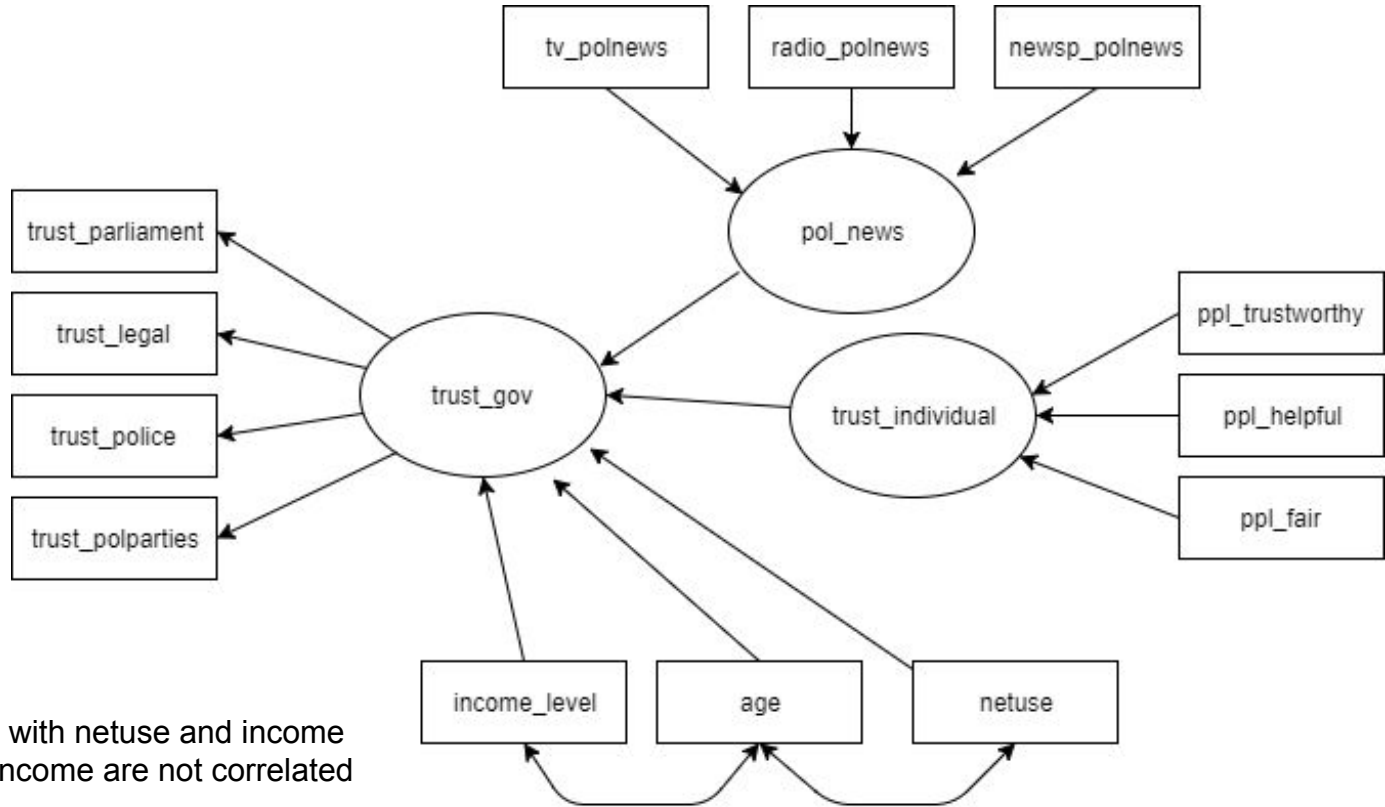 tv_polnews
radio_polnews
newsp_polnews
pol_news
trust_parliament
trust_legal
trust_police
trust_polparties
trust_gov
trust_individual
ppl_trustworthy
ppl_helpful
ppl_fair
income_level
age
netuse
with netuse and income
ncome are not correlated